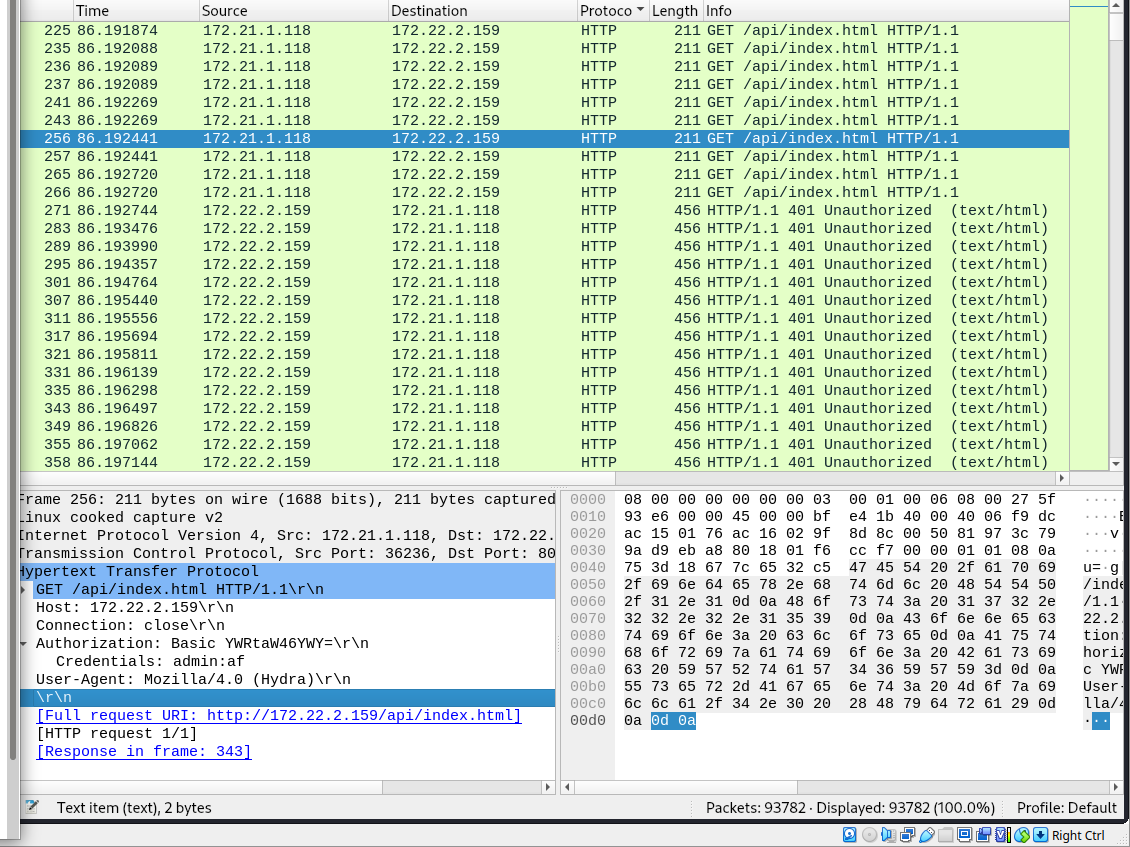 Time Source Destination Protoco Length Info
225 86.191874 172.21.1.118 172.22.2.159 HTTP 211 GET /api/index.html HTTP/1.1
235 86.192088 172.21.1.118 172.22.2.159 HTTP 211 GET /api/index.html HTTP/1.1
236 86.192089 172.21.1.118 172.22.2.159 HTTP 211 GET /api/index.html HTTP/1.1
237 86.192089 172.21.1.118 172.22.2.159 HTTP 211 GET /api/index.html HTTP/1.1
241 86.192269 172.21.1.118 172.22.2.159 HTTP 211 GET /api/index.html HTTP/1.1
243 86.192269 172.21.1.118 172.22.2.159 HTTP 211 GET /api/index.html HTTP/1.1
256 86.192441 172.21.1.118 172.22.2.159 HTTP 211 GET /api/index.html HTTP/1.1
257 86.192441 172.21.1.118 172.22.2.159 HTTP 211 GET /api/index.html HTTP/1.1
265 86.192720 172.21.1.118 172.22.2.159 HTTP 211 GET /api/index.html HTTP/1.1
266 86.192720 172.21.1.118 172.22.2.159 HTTP 211 GET /api/index.html HTTP/1.1
271 86.192744 172.22.2.159 172.21.1.118 HTTP 456 HTTP/1.1 401 Unauthorized (text/html)
283 86.193476 172.22.2.159 172.21.1.118 HTTP 456 HTTP/1.1 401 Unauthorized (text/html)
289 86.193990 172.22.2.159 172.21.1.118 HTTP 456 HTTP/1.1 401 Unauthorized (text/html)
295 86.194357 172.22.2.159 172.21.1.118 HTTP 456 HTTP/1.1 401 Unauthorized (text/html)
301 86.194764 172.22.2.159 172.21.1.118 HTTP 456 HTTP/1.1 401 Unauthorized (text/html)
307 86.195440 172.22.2.159 172.21.1.118 HTTP 456 HTTP/1.1 401 Unauthorized (text/html)
311 86.195556 172.22.2.159 172.21.1.118 HTTP 456 HTTP/1.1 401 Unauthorized (text/html)
317 86.195694 172.22.2.159 172.21.1.118 HTTP 456 HTTP/1.1 401 Unauthorized (text/html)
321 86.195811 172.22.2.159 172.21.1.118 HTTP 456 HTTP/1.1 401 Unauthorized (text/html)
331 86.196139 172.22.2.159 172.21.1.118 HTTP 456 HTTP/1.1 401 Unauthorized (text/html)
335 86.196298 172.22.2.159 172.21.1.118 HTTP 456 HTTP/1.1 401 Unauthorized (text/html)
343 86.196497 172.22.2.159 172.21.1.118 HTTP 456 HTTP/1.1 401 Unauthorized (text/html)
349 86.196826 172.22.2.159 172.21.1.118 HTTP 456 HTTP/1.1 401 Unauthorized (text/html)
355 86.197062 172.22.2.159 172.21.1.118 HTTP 456 HTTP/1.1 401 Unauthorized (text/html)
358 86.197144 172.22.2.159 172.21.1.118 HTTP 456 HTTP/1.1 401 Unauthorized (text/html)
Frame 256: 211 bytes on wire (1688 bits), 211 bytes captured
Linux cooked capture v2
Internet Protocol Version 4, Src: 172.21.1.118, Dst: 172.22.
Transmission Control Protocol, Src Port: 36236, Dst Port: 80
Hypertext Transfer Protocol
GET /api/index.html HTTP/1.1\r\n
Host: 172.22.2.159\r\n
Connection: close\r\n
Authorization: Basic YWRtaW46YWY=\r\n
Credentials: admin:af
User-Agent: Mozilla/4.0 (Hydra)\r\n
\r\n
[Full request URI: http://172.22.2.159/api/index.html]
[HTTP request 1/1]
[Response in frame: 343]
0000 08 00 00 00 00 00 00 03 00 01 00 06 08 00 27 5f ·····
0010 93 e6 00 00 45 00 00 bf e4 1b 40 00 40 06 f9 dc ····E
0020 ac 15 01 76 ac 16 02 9f 8d 8c 00 50 81 97 3c 79 ···v·
0030 9a d9 eb a8 80 18 01 f6 cc f7 00 00 01 01 08 0a ·····
0040 75 3d 18 67 7c 65 32 c5 47 45 54 20 2f 61 70 69 u=·g
0050 2f 69 6e 64 65 78 2e 68 74 6d 6c 20 48 54 54 50 /inde
0060 2f 31 2e 31 0d 0a 48 6f 73 74 3a 20 31 37 32 2e /1.1
0070 32 32 2e 32 2e 31 35 39 0d 0a 43 6f 6e 6e 65 63 22.2.
0080 74 69 6f 6e 3a 20 63 6c 6f 73 65 0d 0a 41 75 74 tion:
0090 68 6f 72 69 7a 61 74 69 6f 6e 3a 20 42 61 73 69 horiz
00a0 63 20 59 57 52 74 61 57 34 36 59 57 59 3d 0d 0a c YWR
00b0 55 73 65 72 2d 41 67 65 6e 74 3a 20 4d 6f 7a 69 User-
00c0 6c 6c 61 2f 34 2e 30 20 28 48 79 64 72 61 29 0d lla/4
00d0 0a 0d 0a ···
Text item (text), 2 bytes Packets: 93782 · Displayed: 93782 (100.0%) Profile: Default
Right Ctrl